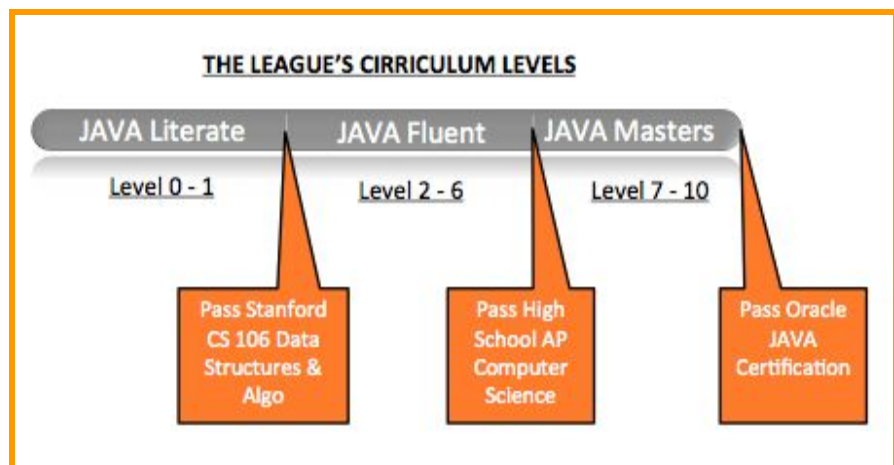 THE LEAGUE'S CIRRICULUM LEVELS
JAVA Literate
JAVA Fluent
JAVA Masters
Level 0 - 1
Level 2 - 6
Level 7 - 10
Pass Stanford
CS 106 Data
Structures &
Algo
Pass High
School AP
Computer
Science
Pass Oracle
JAVA
Certification